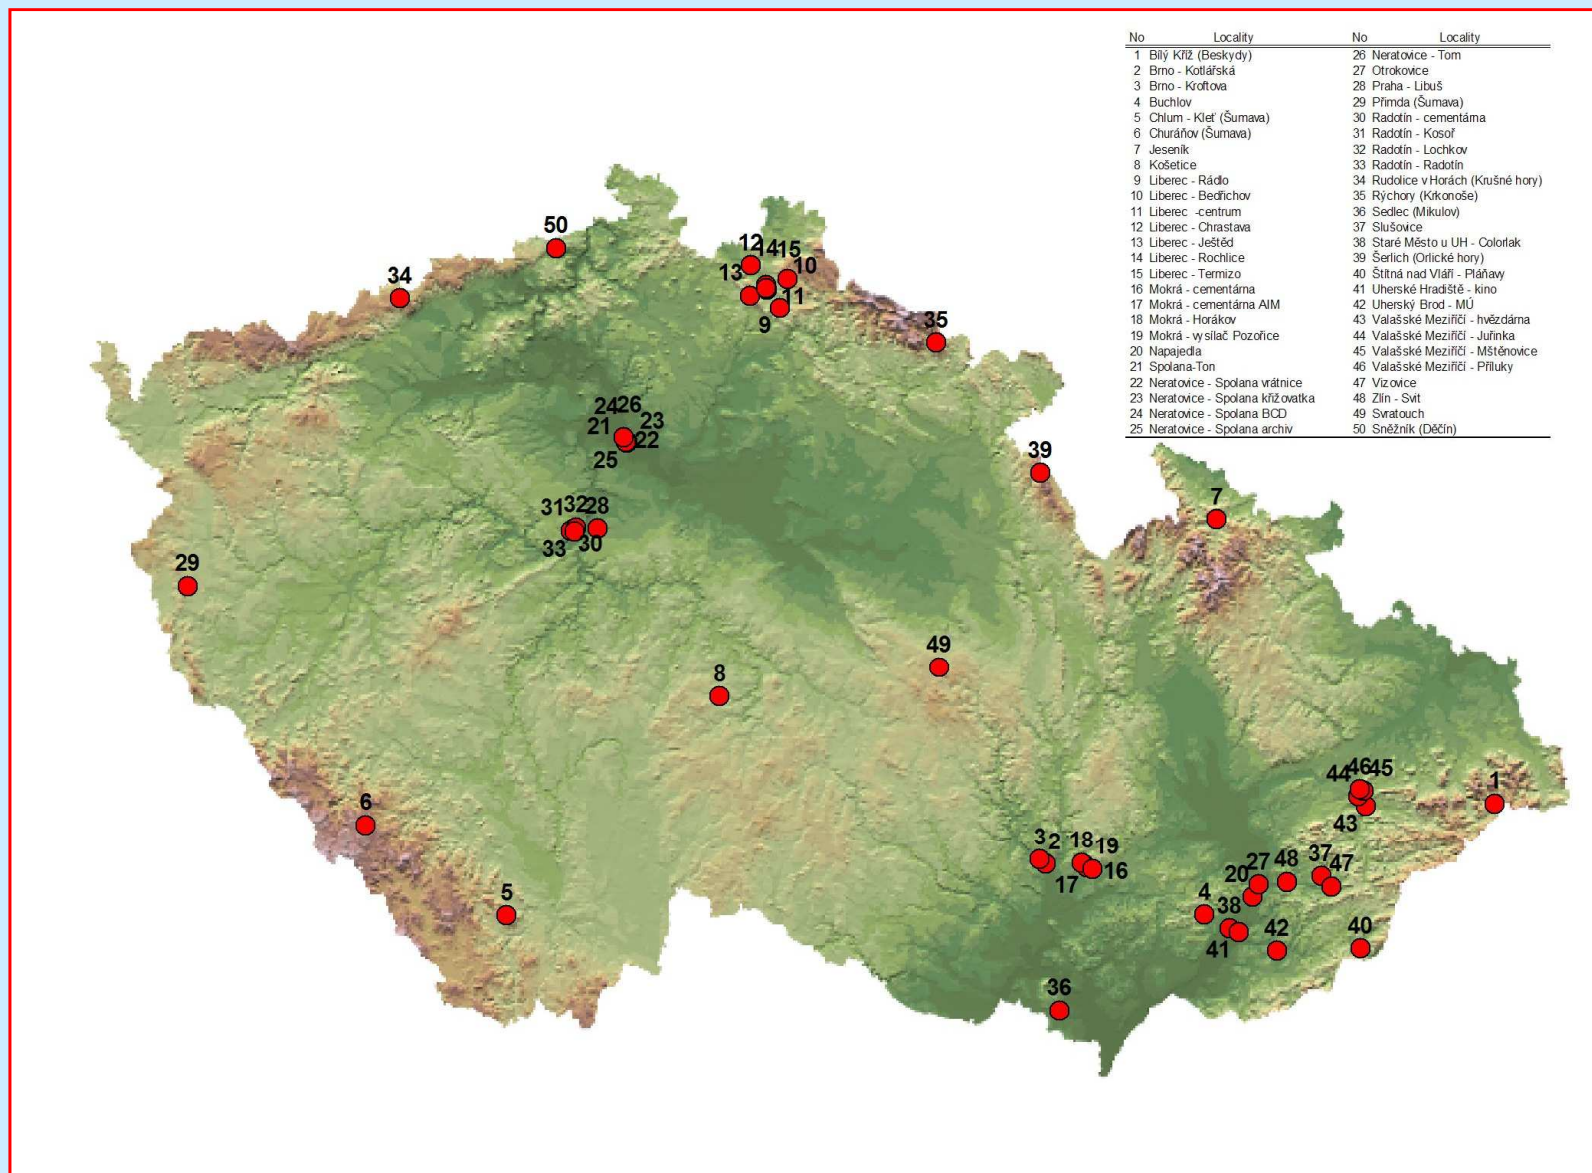 No Locality No Locality
1 Bílý Kříž (Beskydy) 26 Neratovice - Tom
2 Brno - Kotlářská 27 Otrokovice
3 Brno - Kroftova 28 Praha - Libuš
4 Buchlov 29 Přimda (Šumava)
5 Chlum - Kleť (Šumava) 30 Radotín - cementárna
6 Churáňov (Šumava) 31 Radotín - Kosoř
7 Jeseník 32 Radotín - Lochkov
8 Košetice 33 Radotín - Radotín
9 Liberec - Rádlo 34 Rudolice v Horách (Krušné hory)
10 Liberec - Bedřichov 35 Rýchory (Krkonoše)
11 Liberec -centrum 36 Sedlec (Mikulov)
12 Liberec - Chrastava 37 Slušovice
13 Liberec - Ještěd 38 Staré Město u UH - Colorlak
14 Liberec - Rochlice 39 Šerlich (Orlické hory)
15 Liberec - Termizo 40 Štítná nad Vláří - Pláňavy
16 Mokrá - cementárna 41 Uherské Hradiště - kino
17 Mokrá - cementárna AIM 42 Uherský Brod - MÚ
18 Mokrá - Horákov 43 Valašské Meziříčí - hvězdárna
19 Mokrá - vysílač Pozořice 44 Valašské Meziříčí - Juřinka
20 Napajedla 45 Valašské Meziříčí - Mštěnovice
21 Spolana-Ton 46 Valašské Meziříčí - Příluky
22 Neratovice - Spolana vrátnice 47 Vizovice
23 Neratovice - Spolana křižovatka 48 Zlín - Svit
24 Neratovice - Spolana BCD 49 Svratouch
25 Neratovice - Spolana archiv 50 Sněžník (Děčín)
50
12 14 15
34 13 10
11
9
35
24 26
21 23
22
25
39
7
31 32 28
33 30
29
49
8
46 45
44
1
6
43
3 2 18 19
17 16
27 48 37 47
20
4 38
41 42 40
5
36